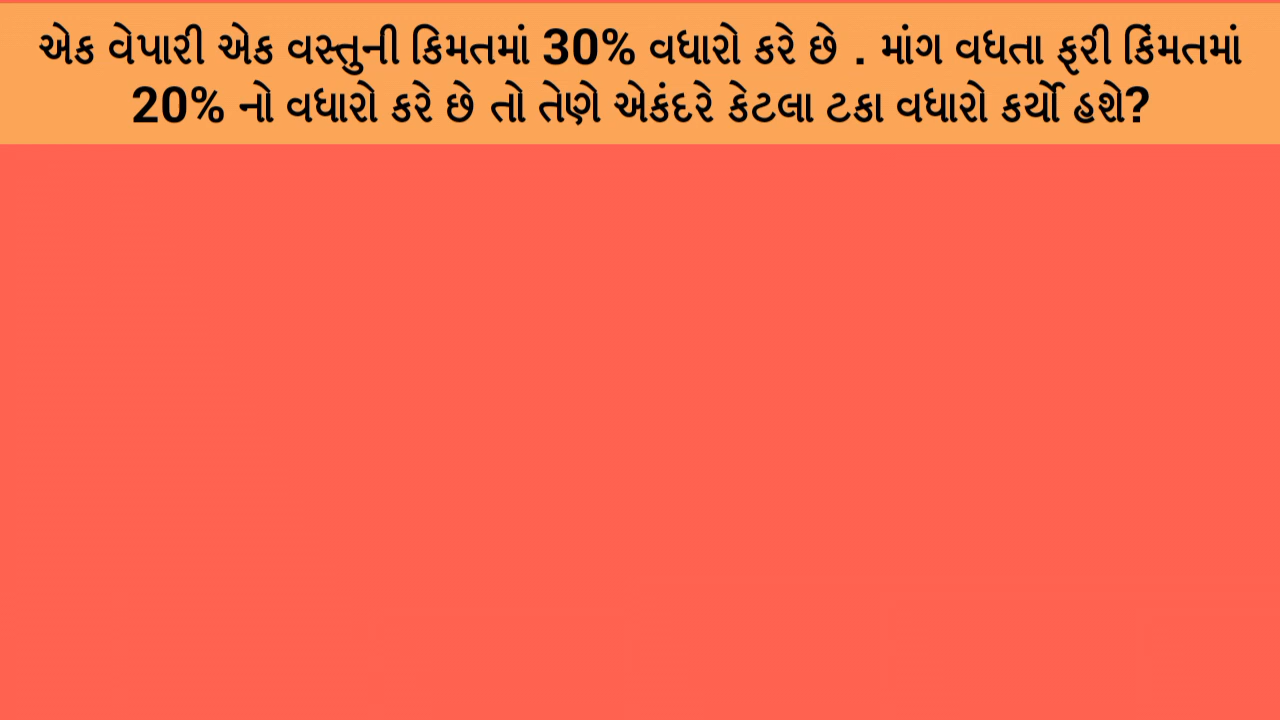 એક વેપારી એક વસ્તુની કિમતમાં 30% વધારો કરે છે . માંગ વધતા ફરી કિંમતમાં
20% નો વધારો કરે છે તો તેણે એકંદરે કેટલા ટકા વધારો કર્યો હશે?